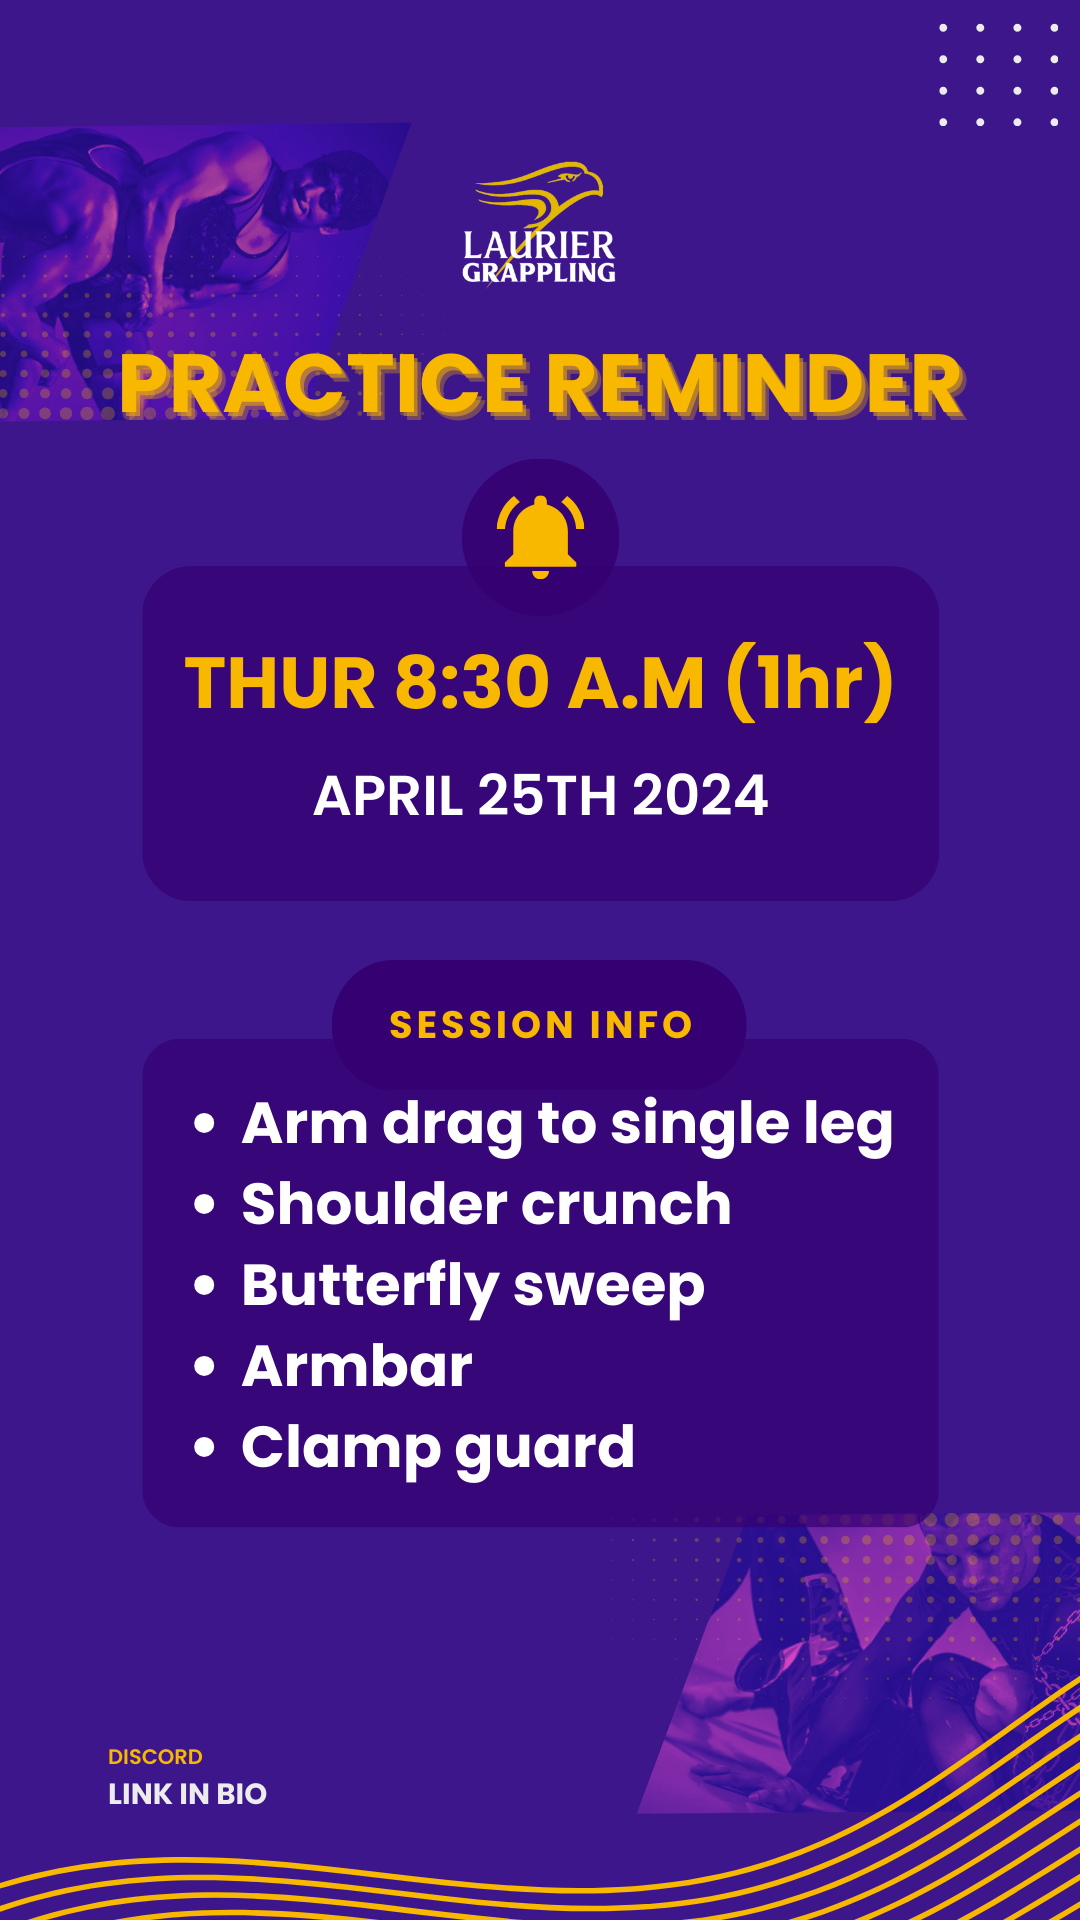 LAURIER
GRAPPLING
PRACTICE REMINDER
THUR 8:30 A.M (1hr)
APRIL 25TH 2024
SESSION INFO
• Arm drag to single leg
• Shoulder crunch
• Butterfly sweep
• Armbar
• Clamp guard
DISCORD
LINK IN BIO